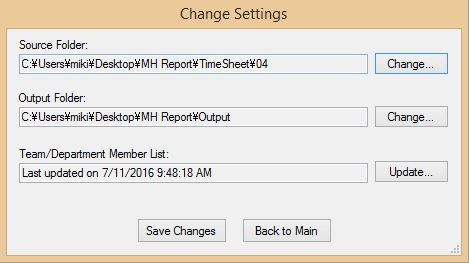 Change Settings
Source Folder:
C:¥Users¥miki¥Desktop¥MH Report¥TimeSheet¥04
Change...
Output Folder:
C:¥Users¥miki¥Desktop¥MH Report¥Output
Change...
Team/Department Member List:
Last updated on 7/11/2016 9:48:18 AM
Update...
Save Changes
Back to Main